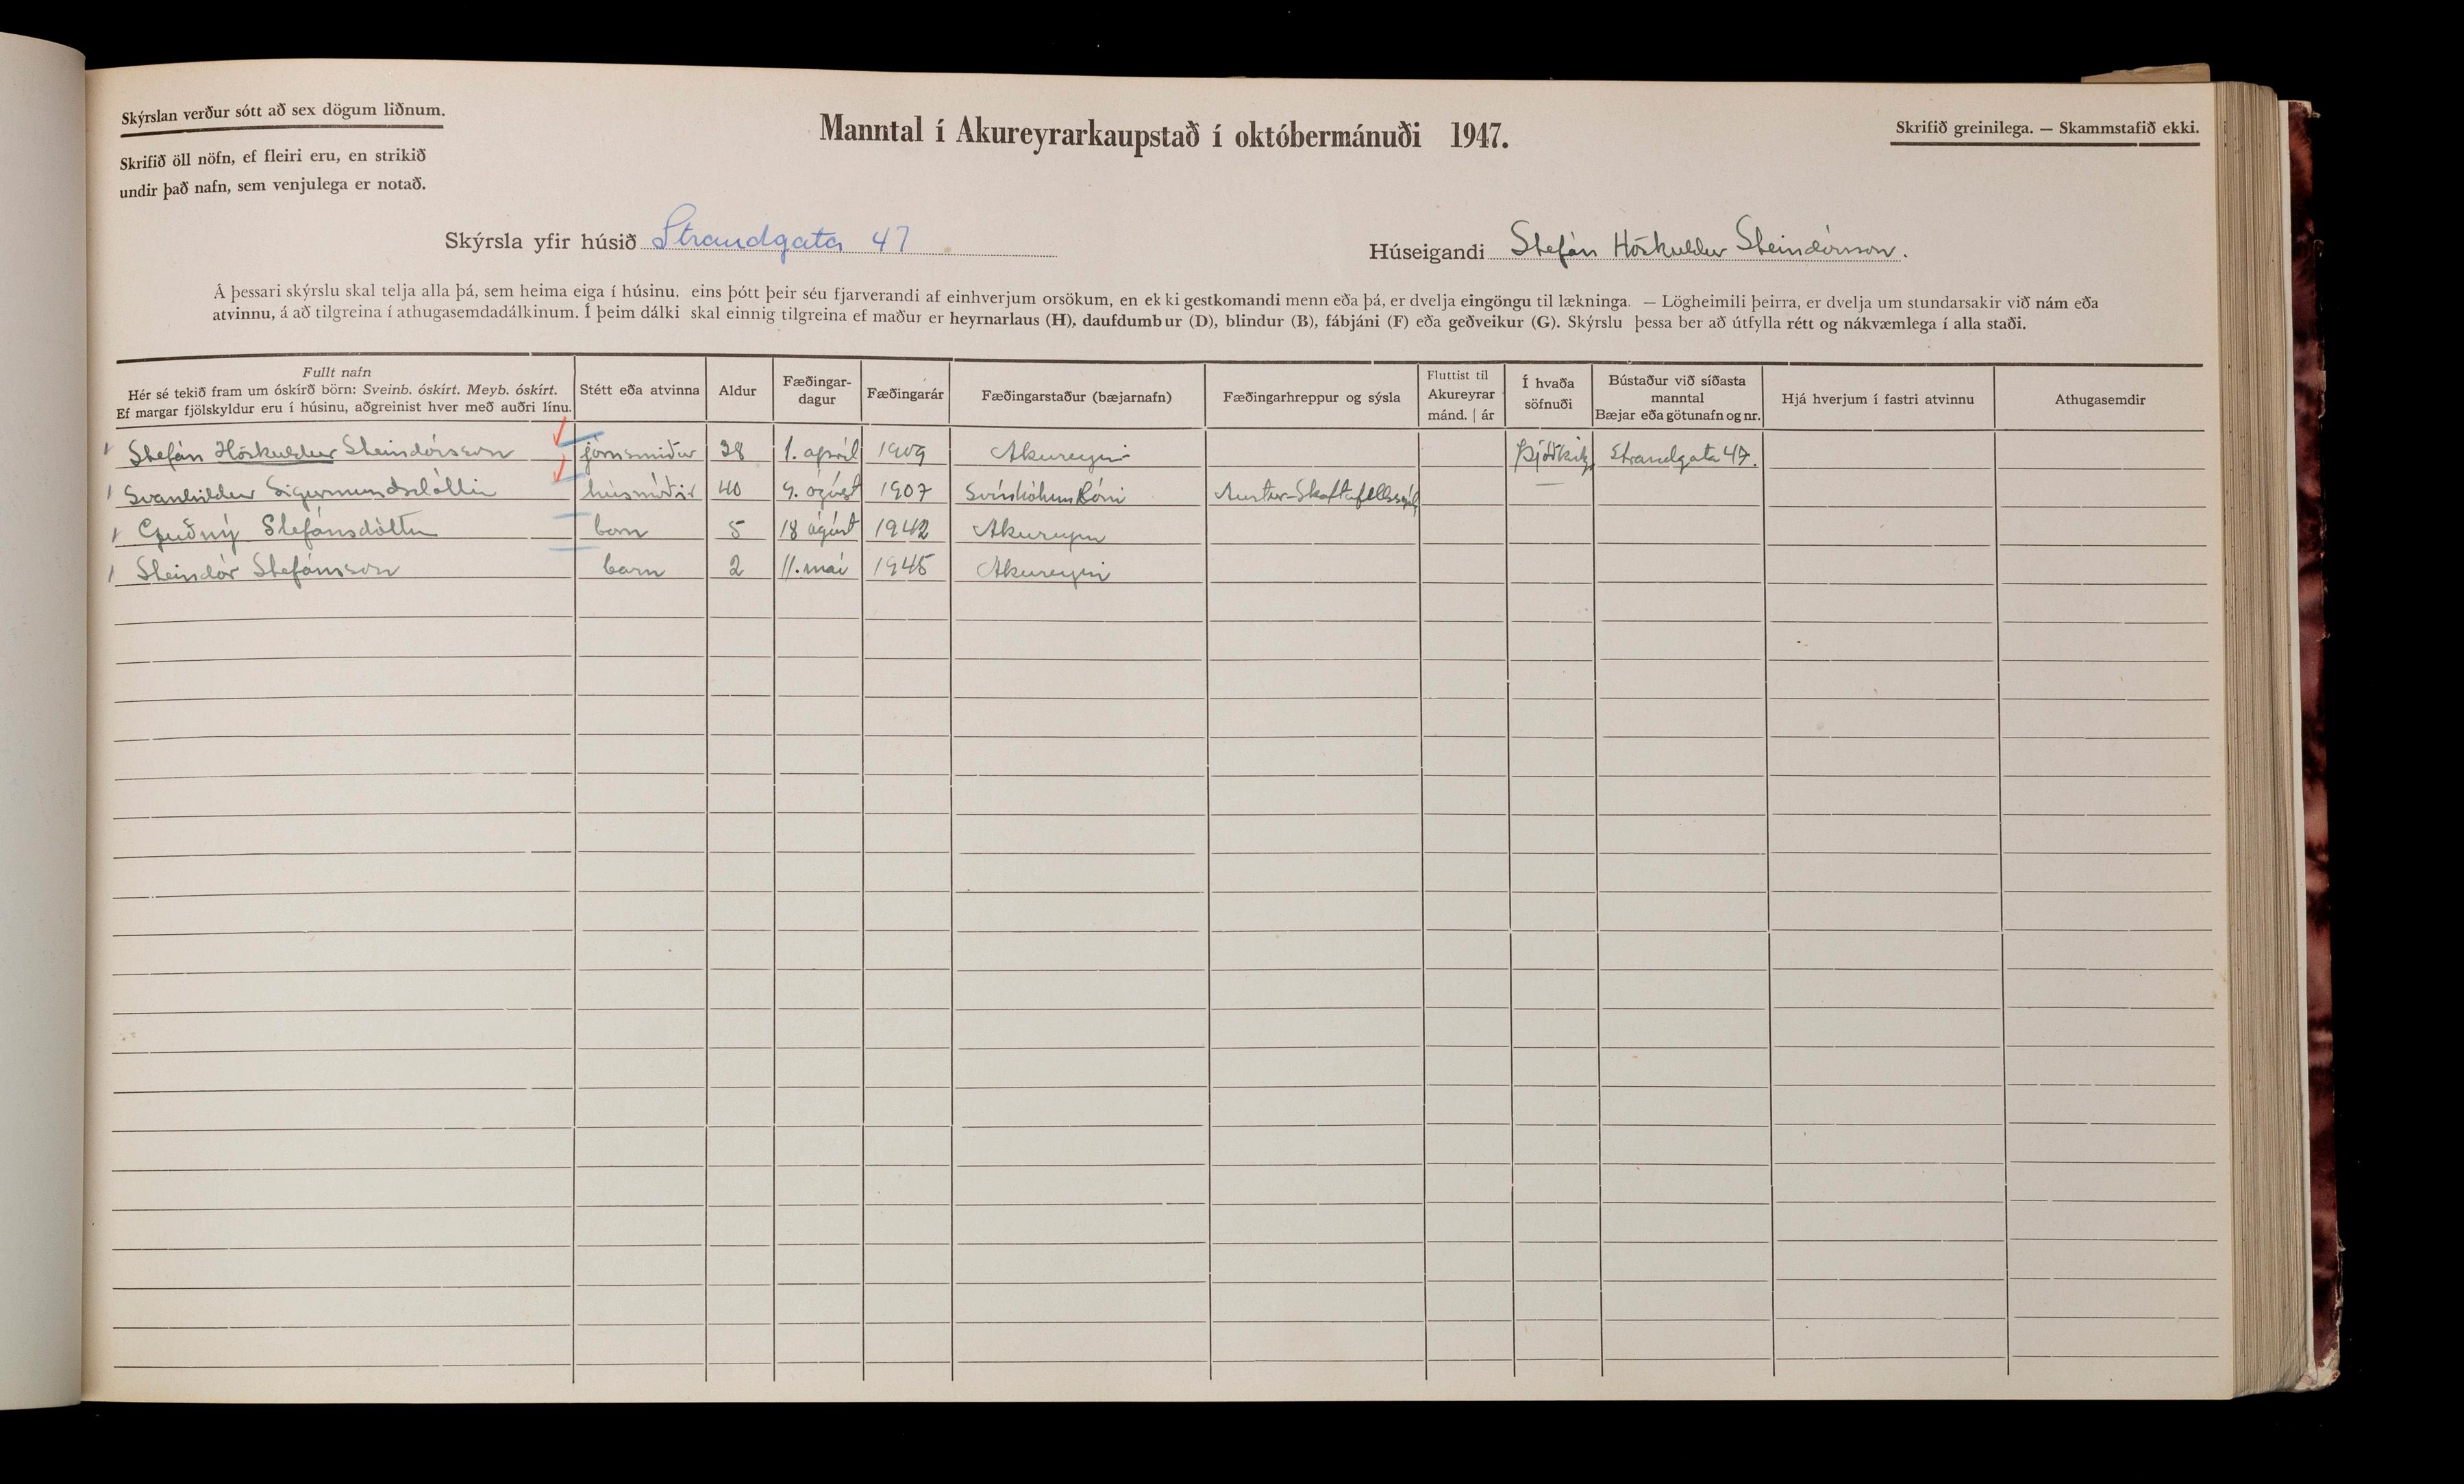 Skýrslan verður sótt að sex dögum liðnum.
Skrifið öll nöfn, ef fleiri eru, en strikið
undir það nafn, sem venjulega er notað.
Manntal í Akureyrarkaupstað í októbermánuði 1947.
Skrifið greinilega. — Skammstafið ekki.
Skýrsla yfir húsið Strandgata 47
Húseigandi Stefán Höskuldur Steindórsson.
Á þessari skýrslu skal telja alla þá, sem heima eiga í húsinu, eins þótt þeir séu fjarverandi af einhverjum orsökum, en ekki gestkomandi menn eða þá, er dvelja eingöngu til lækninga. — Lögheimili þeirra, er dvelja um stundarsakir við nám eða
atvinnu, á að tilgreina í athugasemdadálkinum. Í þeim dálki skal einnig tilgreina ef maður er heyrnarlaus (H), daufdumbur (D), blindur (B), fábjáni (F) eða geðveikur (G). Skýrslu þessa ber að útfylla rétt og nákvæmlega í alla staði.
Fullt nafn
Hér sé tekið fram um óskírð börn: Sveinb. óskírt. Meyb. óskírt.
Ef margar fjölskyldur eru í húsinu, aðgreinist hver með auðri línu.
Stétt eða atvinna
Aldur
Fæðingar-
dagur
Fæðingarár
Fæðingarstaður (bæjarnafn)
Fæðingarhreppur og sýsla
Fluttist til
Akureyrar
mánd. | ár
Í hvaða
söfnuði
Bústaður við síðasta
manntal
Bæjar eða götunafn og nr.
Hjá hverjum í fastri atvinnu
Athugasemdir
Stefán Höskuldur Steindórsson járnsmiður 38 1. apríl 1909 Akureyri Þjóðkirkj Strandgata 47.
Svanhildur Sigurmundsdóttir húsmóðir 40 9. ágúst 1907 Austur-Skaftafellssýsl —
Guðný Stefánsdóttir barn 5 18 ágúst 1942 Akureyri
Steindór Stefánsson barn 2 11. maí 1945 Akureyri